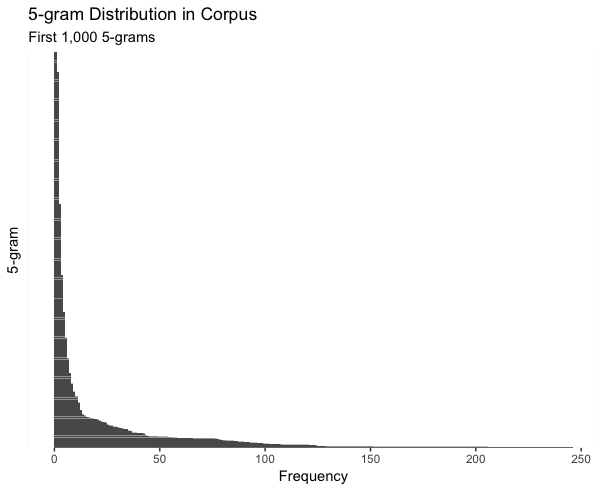 5-gram Distribution in Corpus
First 1,000 5-grams
5-gram
0 50 100 150 200 250
Frequency